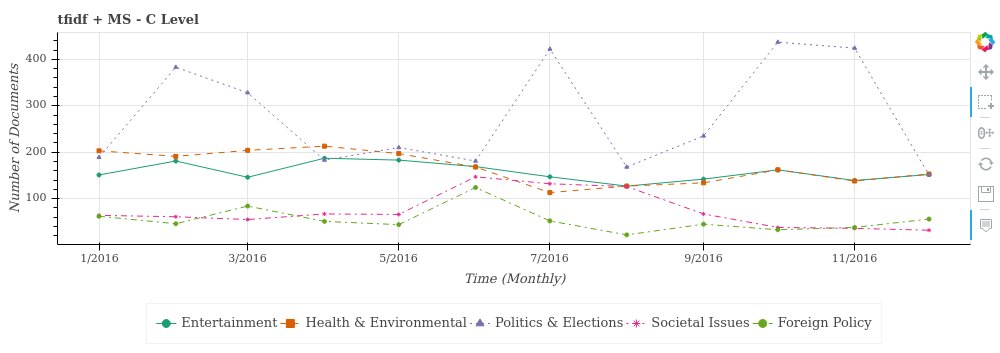 tfidf + MS - C Level
Number of Documents
400
300
200
100
1/2016 3/2016 5/2016 7/2016 9/2016 11/2016
Time (Monthly)
Entertainment Health & Environmental Politics & Elections Societal Issues Foreign Policy